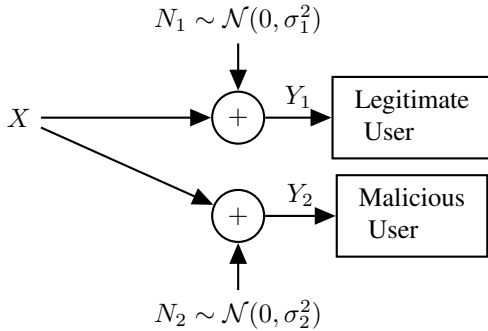 N₁ ∼ 𝒩(0, σ₁²)
X
+
Y₁
Legitimate
User
+
Y₂
Malicious
User
N₂ ∼ 𝒩(0, σ₂²)